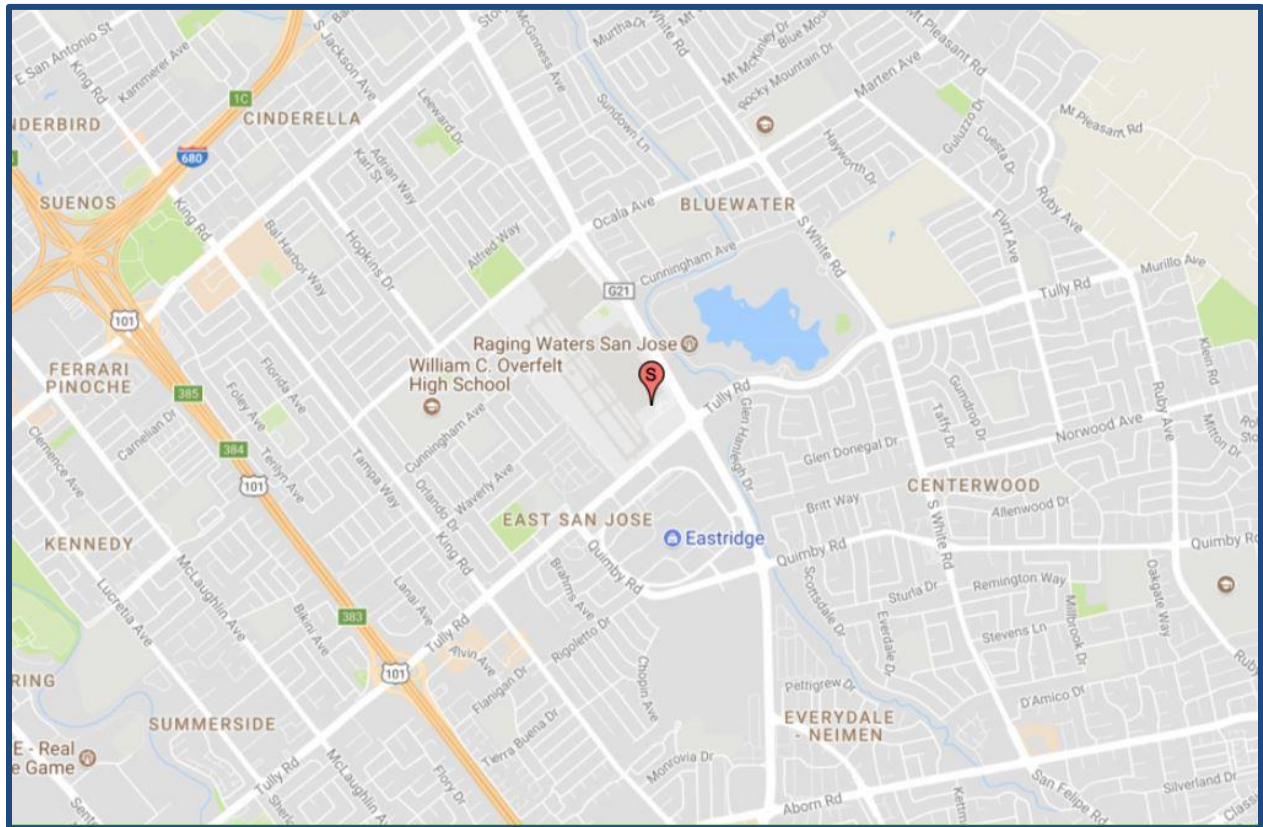 E San Antonio St
Kammerer Ave
King Rd
S Jackson Ave
1C
CINDERELLA
680
SUENOS
King Rd
Leeward Dr
Adrian Way
Karl St
McGinness Ave
Murtha Dr
Sundown Ln
S White Rd
Mt McKinley Dr
Rocky Mountain Dr
Marten Ave
Mt Pleasant Rd
Guluzzo Dr
Cuesta Dr
Mt Pleasant Rd
Hayworth Dr
Flint Ave
Ruby Ave
Murillo Ave
BLUEWATER
S White Rd
Ocala Ave
Alfred Way
Hopkins Dr
Bal Harbor Way
Cunningham Ave
G21
Tully Rd
101
Raging Waters San Jose
William C. Overfelt
High School
S
FERRARI
PINOCHE
385
Florida Ave
Foley Ave
Carnelian Dr
Clemence Ave
384
Terilyn Ave
101
Tampa Way
Cunningham Ave
Orlando Dr
Waverly Ave
King Rd
EAST SAN JOSE
Tully Rd
Glen Hanleigh Dr
Glen Donegal Dr
Gumdrop Dr
Taffy Dr
Norwood Ave
Ruby Ave
Klein Rd
Mitton Dr
CENTERWOOD
Britt Way
Allenwood Dr
S White Rd
Eastridge
Quimby Rd
Quimby Rd
Quimby Rd
KENNEDY
McLaughlin Ave
Lucretia Ave
Bikini Ave
Lanai Ave
383
Tully Rd
101
Brahms Ave
Rigoletto Dr
Alvin Ave
Flanigan Dr
Chopin Ave
Scottsdale Dr
Everdale Dr
Sturla Dr
Remington Way
Millbrook Dr
Stevens Ln
Oakgate Way
D'Amico Dr
Pettigrew Dr
EVERYDALE
- NEIMEN
SUMMERSIDE
Tierra Buena Dr
Monrovia Dr
Flory Dr
Tully Rd
McLaughlin Ave
Aborn Rd
San Felipe Rd
Silverland Dr